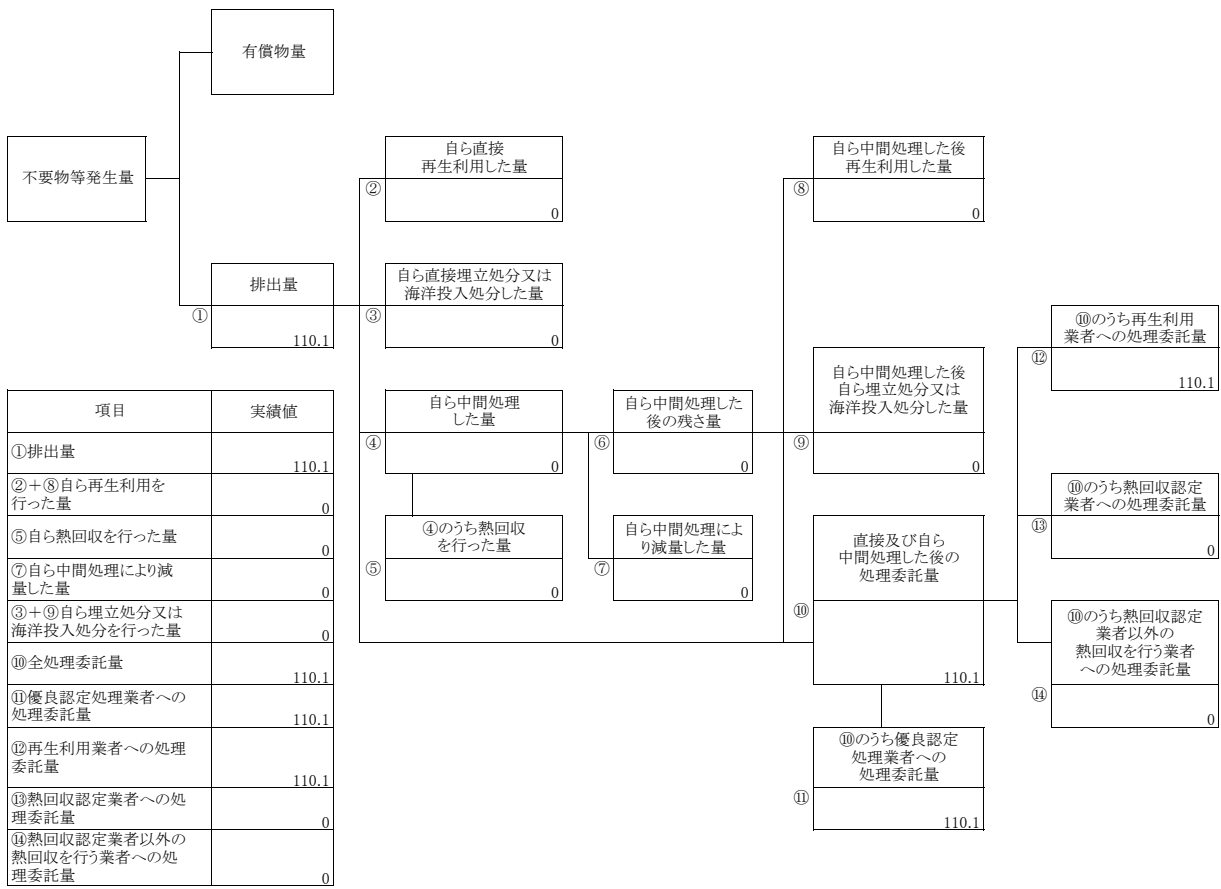 有償物量
不要物等発生量
自ら直接
再生利用した量
②
0
自ら中間処理した後
再生利用した量
⑧
0
排出量
①
110.1
自ら直接埋立処分又は
海洋投入処分した量
③
0
⑩のうち再生利用
業者への処理委託量
⑫
110.1
自ら中間処理
した量
④
0
自ら中間処理した
後の残さ量
⑥
0
自ら中間処理した後
自ら埋立処分又は
海洋投入処分した量
⑨
0
⑩のうち熱回収認定
業者への処理委託量
⑬
0
④のうち熱回収
を行った量
⑤
0
自ら中間処理によ
り減量した量
⑦
0
直接及び自ら
中間処理した後の
処理委託量
⑩
110.1
⑩のうち熱回収認定
業者以外の
熱回収を行う業者
への処理委託量
⑭
0
⑩のうち優良認定
処理業者への
処理委託量
⑪
110.1
項目 実績値
①排出量
110.1
②＋⑧自ら再生利用を
行った量
0
⑤自ら熱回収を行った量
0
⑦自ら中間処理により減
量した量
0
③＋⑨自ら埋立処分又は
海洋投入処分を行った量
0
⑩全処理委託量
110.1
⑪優良認定処理業者への
処理委託量
110.1
⑫再生利用業者への処理
委託量
110.1
⑬熱回収認定業者への処
理委託量
0
⑭熱回収認定業者以外の
熱回収を行う業者への処
理委託量
0